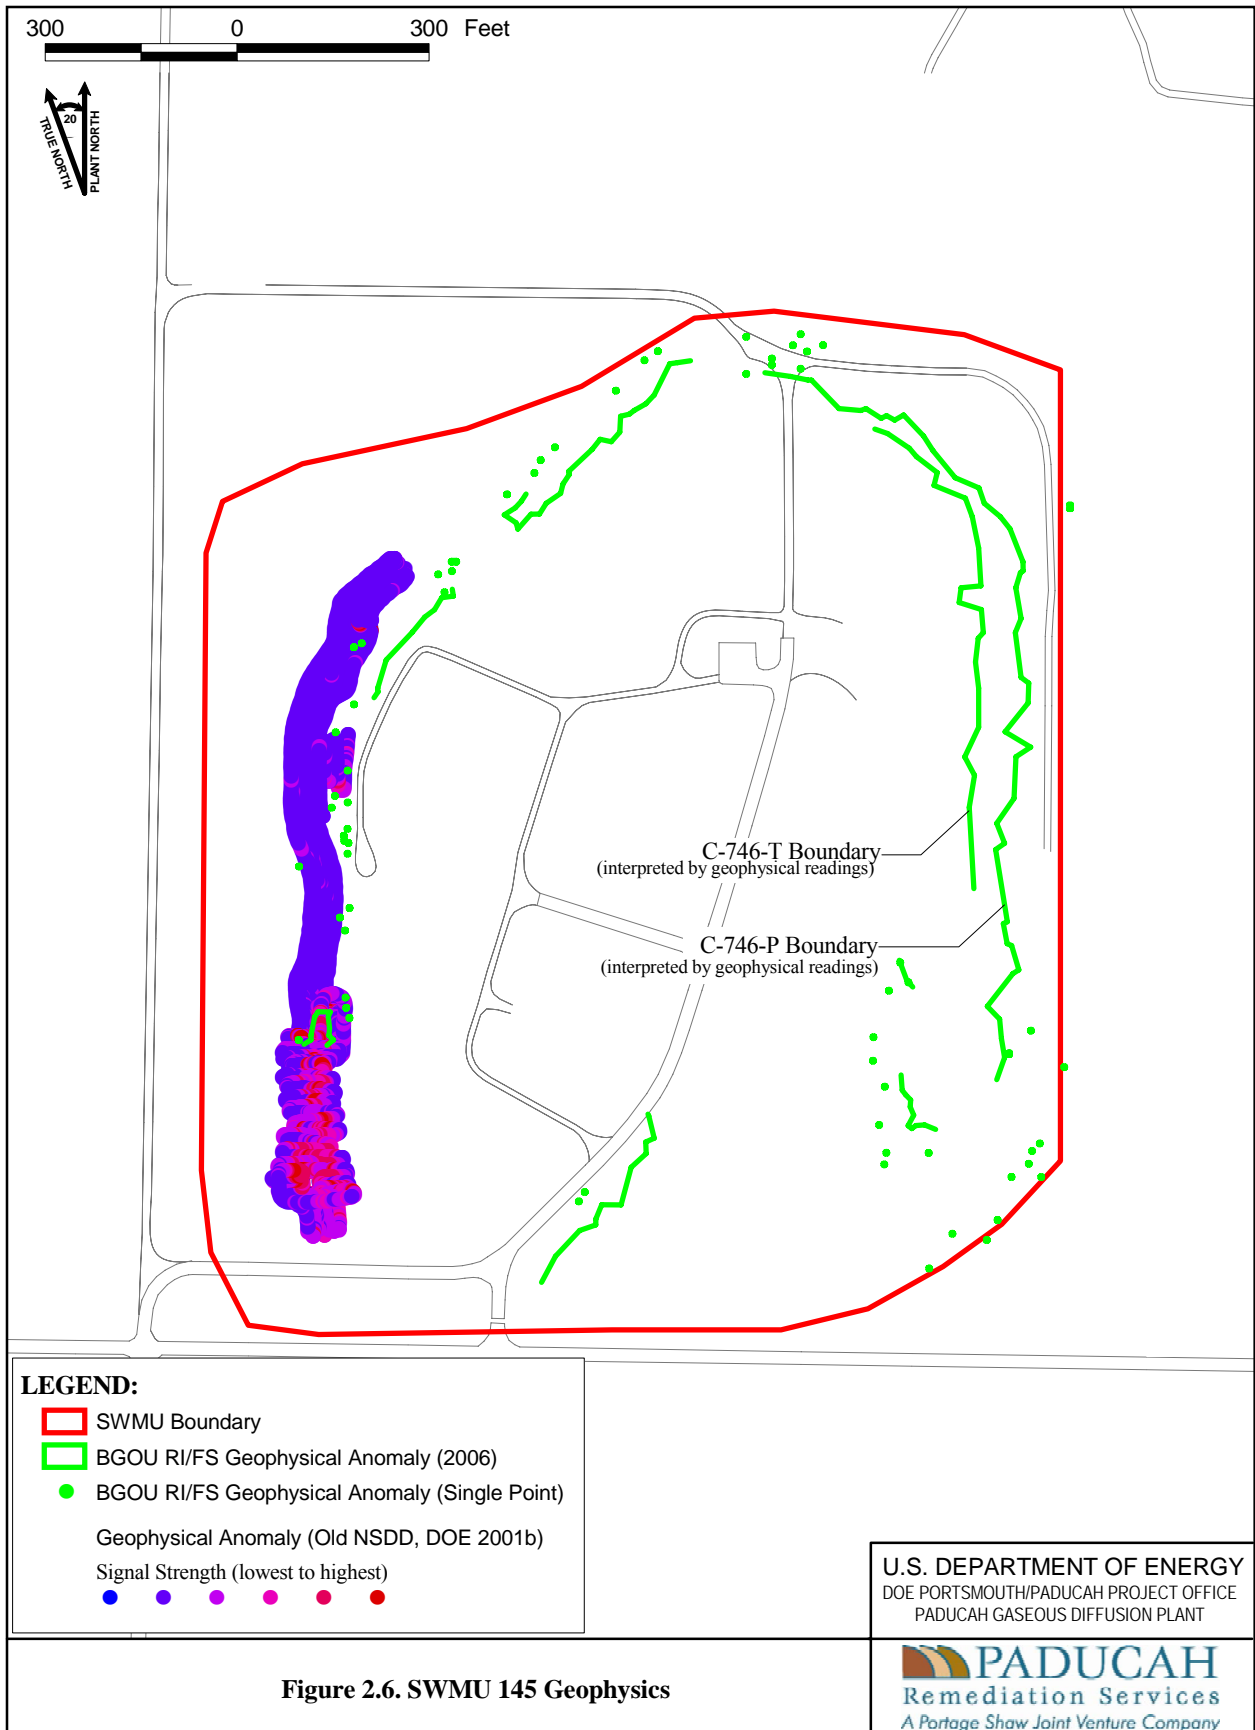 300 0 300 Feet
20
TRUE NORTH
PLANT NORTH
C-746-T Boundary
(interpreted by geophysical readings)
C-746-P Boundary
(interpreted by geophysical readings)
LEGEND:
SWMU Boundary
BGOU RI/FS Geophysical Anomaly (2006)
BGOU RI/FS Geophysical Anomaly (Single Point)
Geophysical Anomaly (Old NSDD, DOE 2001b)
Signal Strength (lowest to highest)
U.S. DEPARTMENT OF ENERGY
DOE PORTSMOUTH/PADUCAH PROJECT OFFICE
PADUCAH GASEOUS DIFFUSION PLANT
Figure 2.6. SWMU 145 Geophysics
PADUCAH
Remediation Services
A Portage Shaw Joint Venture Company